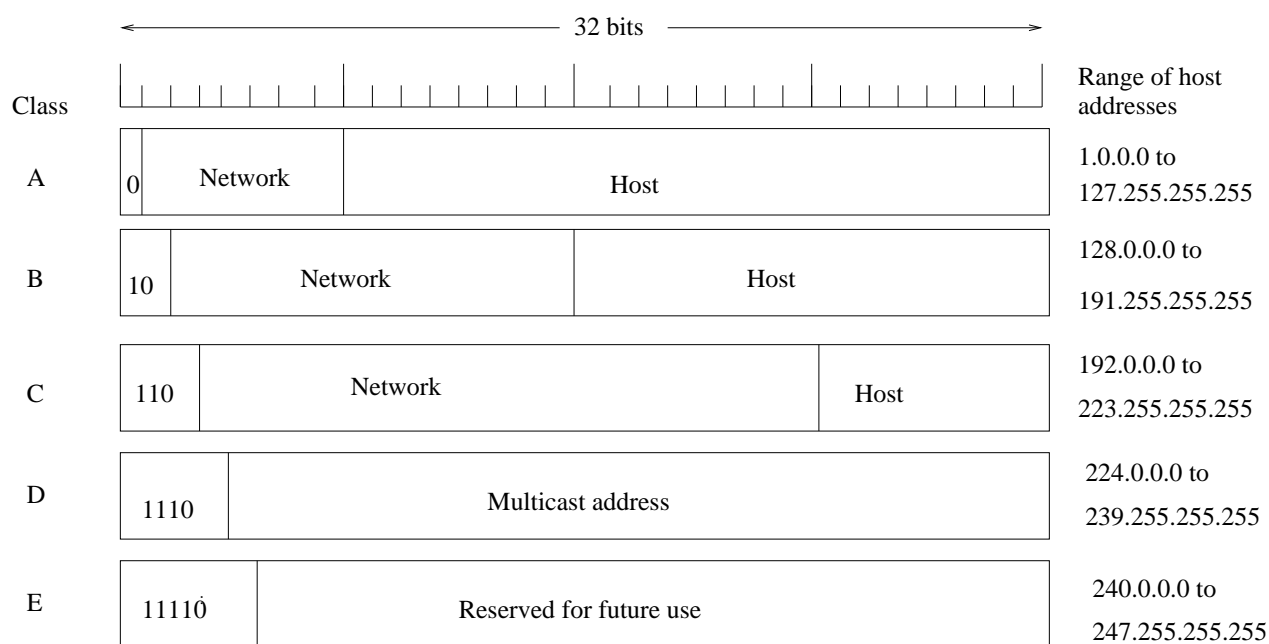 32 bits
Range of host
addresses
Class
A
0
Network
Host
1.0.0.0 to
127.255.255.255
B
10
Network
Host
128.0.0.0 to
191.255.255.255
C
110
Network
Host
192.0.0.0 to
223.255.255.255
D
1110
Multicast address
224.0.0.0 to
239.255.255.255
E
11110
Reserved for future use
240.0.0.0 to
247.255.255.255